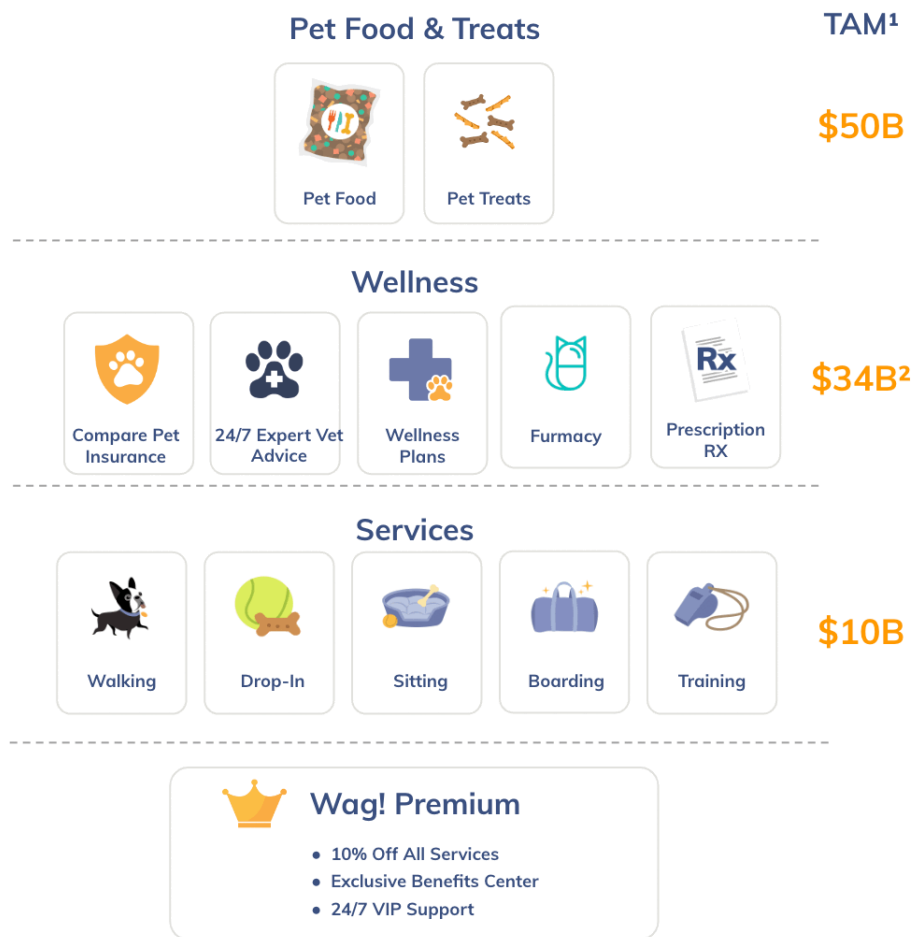 Pet Food & Treats
TAM¹
Pet Food
Pet Treats
$50B
Wellness
Compare Pet
Insurance
24/7 Expert Vet
Advice
Wellness
Plans
Furmacy
Rx
Prescription
RX
$34B²
Services
Walking
Drop-In
Sitting
Boarding
Training
$10B
Wag! Premium
• 10% Off All Services
• Exclusive Benefits Center
• 24/7 VIP Support